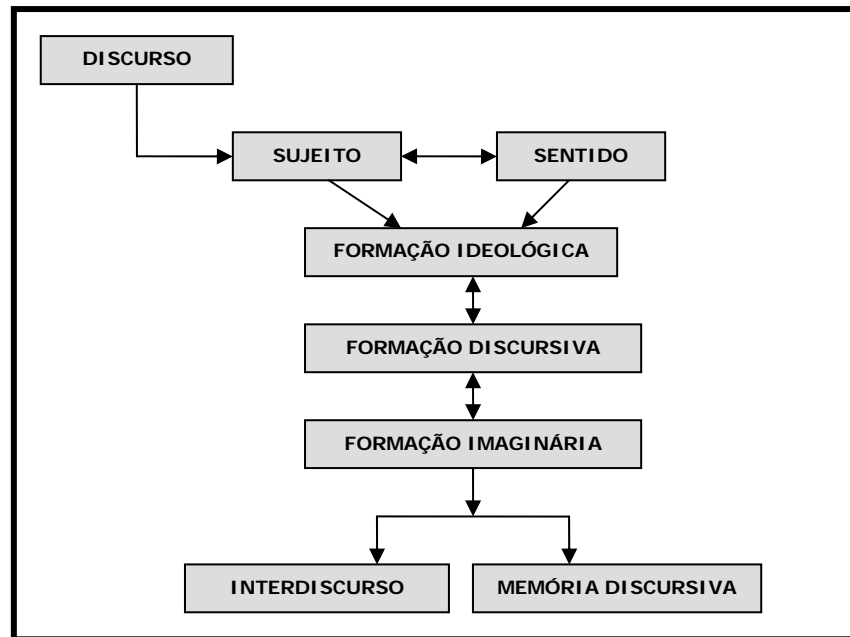 DISCURSO
SUJEITO
SENTIDO
FORMAÇÃO IDEOLÓGICA
FORMAÇÃO DISCURSIVA
FORMAÇÃO IMAGINÁRIA
INTERDISCURSO
MEMÓRIA DISCURSIVA